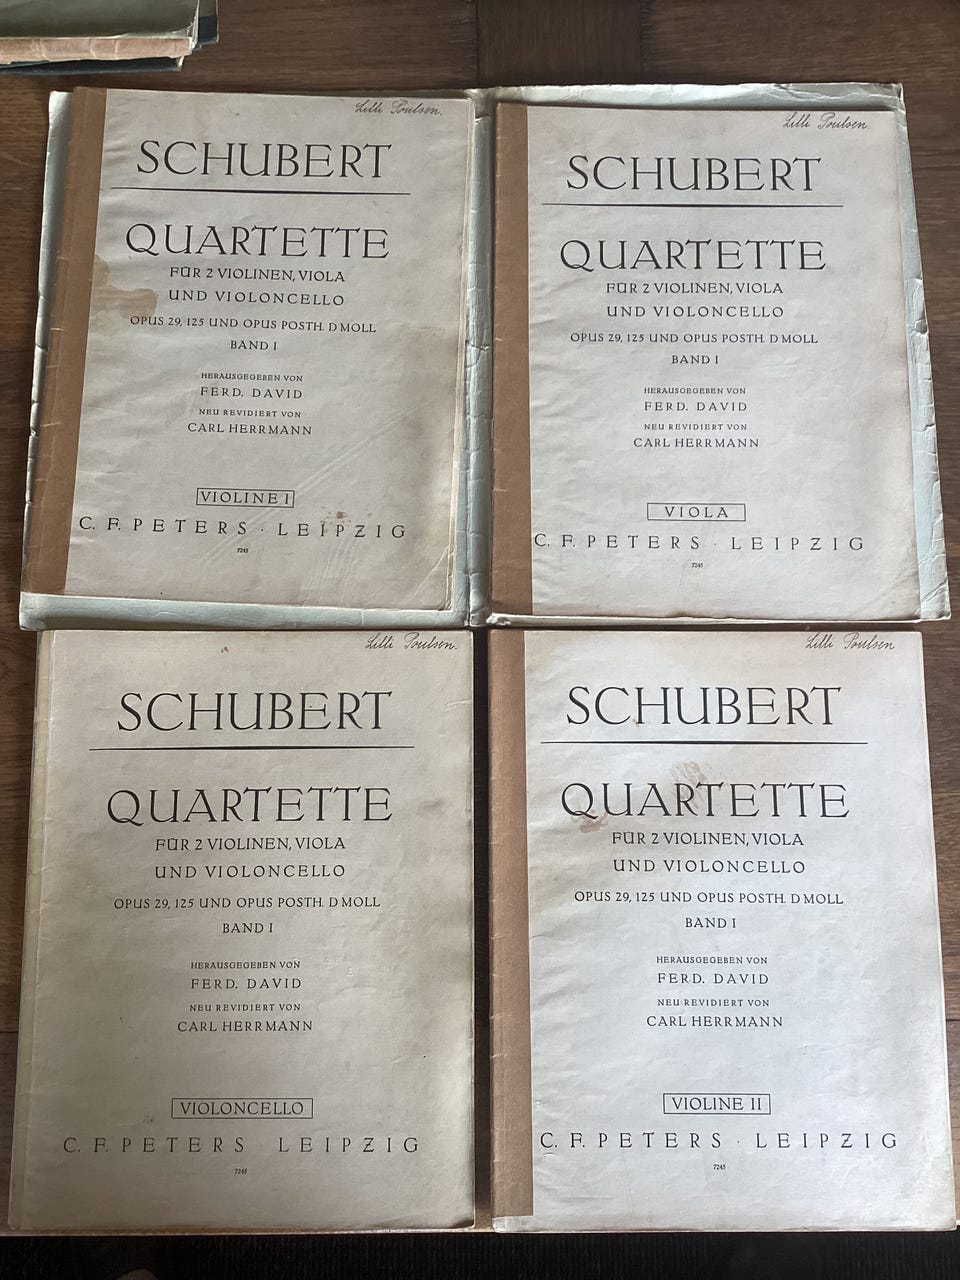 Lilli Poulsen.
SCHUBERT
QUARTETTE
FÜR 2 VIOLINEN, VIOLA
UND VIOLONCELLO
OPUS 29, 125 UND OPUS POSTH. D MOLL
BAND I
HERAUSGEGEBEN VON
FERD. DAVID
NEU REVIDIERT VON
CARL HERRMANN
VIOLINE I
C. F. PETERS · LEIPZIG
7245
Lilli Poulsen
SCHUBERT
QUARTETTE
FÜR 2 VIOLINEN, VIOLA
UND VIOLONCELLO
OPUS 29, 125 UND OPUS POSTH. D MOLL
BAND I
HERAUSGEGEBEN VON
FERD. DAVID
NEU REVIDIERT VON
CARL HERRMANN
VIOLA
C. F. PETERS · LEIPZIG
7245
Lilli Poulsen.
SCHUBERT
QUARTETTE
FÜR 2 VIOLINEN, VIOLA
UND VIOLONCELLO
OPUS 29, 125 UND OPUS POSTH. D MOLL
BAND I
HERAUSGEGEBEN VON
FERD. DAVID
NEU REVIDIERT VON
CARL HERRMANN
VIOLONCELLO
C. F. PETERS LEIPZIG
7245
Lilli Poulsen
SCHUBERT
QUARTETTE
FÜR 2 VIOLINEN, VIOLA
UND VIOLONCELLO
OPUS 29, 125 UND OPUS POSTH. D MOLL
BAND I
HERAUSGEGEBEN VON
FERD. DAVID
NEU REVIDIERT VON
CARL HERRMANN
VIOLINE II
C. F. PETERS · LEIPZIG
7245